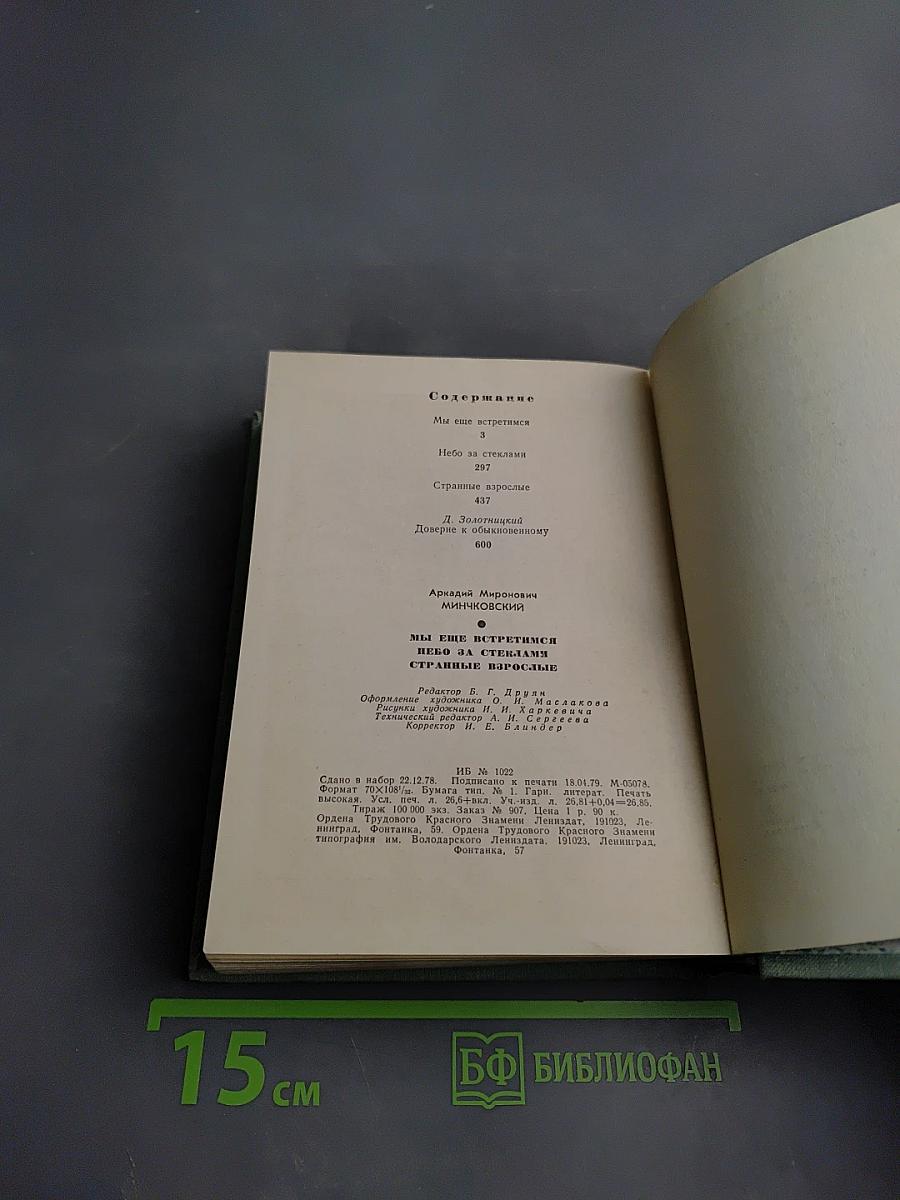 Содержание
Мы еще встретимся
3
Небо за стеклами
297
Странные взрослые
437
Д. Золотницкий
Доверие к обыкновенному
600
Аркадий Миронович
МИНЧКОВСКИЙ
МЫ ЕЩЕ ВСТРЕТИМСЯ
НЕБО ЗА СТЕКЛАМИ
СТРАННЫЕ ВЗРОСЛЫЕ
Редактор Б. Г. Друян
Оформление художника О. И. Маслакова
Рисунки художника И. И. Харкевича
Технический редактор А. И. Сергеева
Корректор И. Е. Блиндер
ИБ № 1022
Сдано в набор 22.12.78. Подписано к печати 18.04.79. М-05078.
Формат 70×108¹/₃₂. Бумага тип. № 1. Гарн. литерат. Печать
высокая. Усл. печ. л. 26,6+вкл. Уч.-изд. л. 26,81+0,04=26,85.
Тираж 100 000 экз. Заказ № 907. Цена 1 р. 90 к.
Ордена Трудового Красного Знамени Лениздат, 191023, Ле-
нинград, Фонтанка, 59. Ордена Трудового Красного Знамени
типография им. Володарского Лениздата, 191023, Ленинград,
Фонтанка, 57
15 см
БФ БИБЛИОФАН